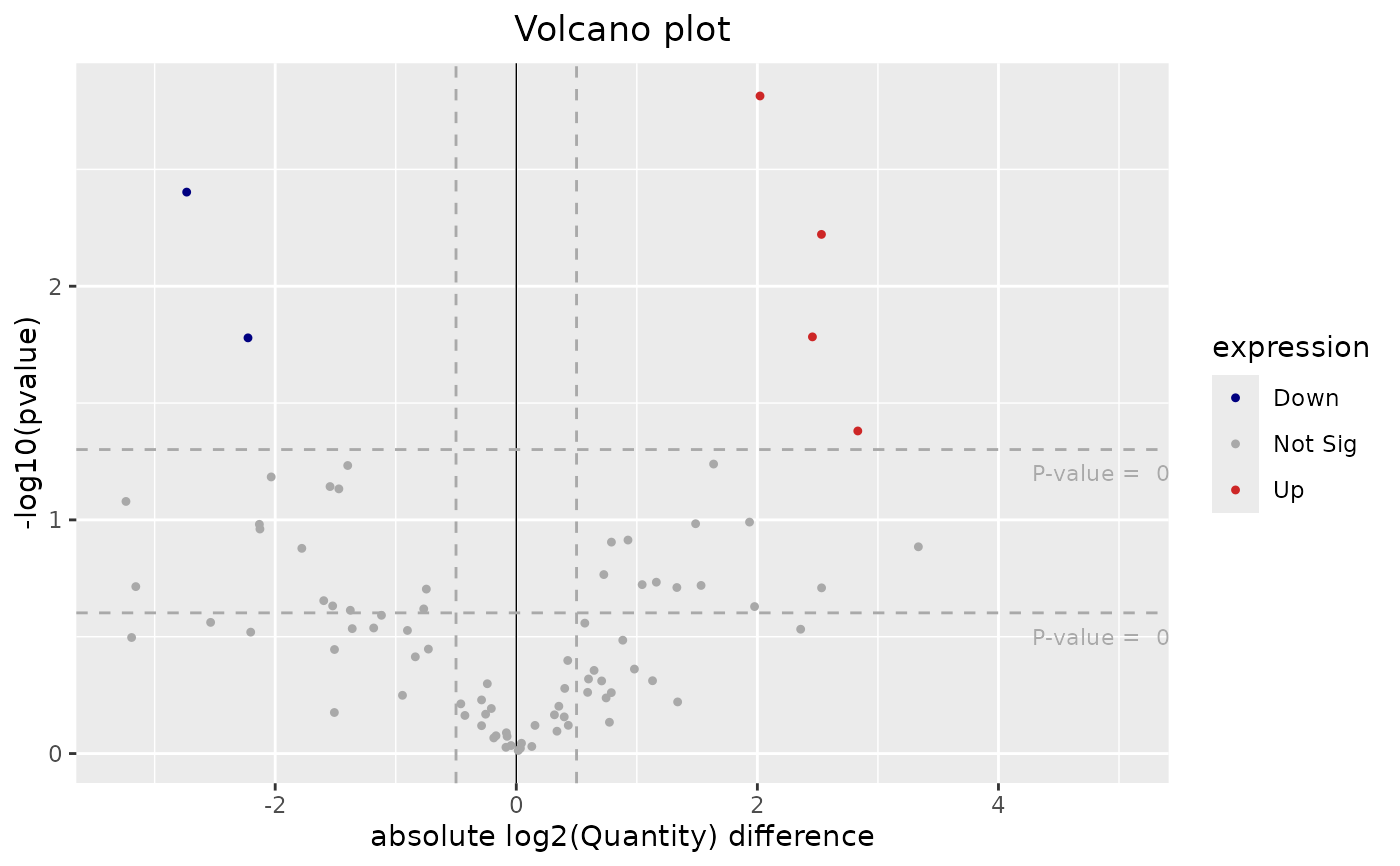 Volcano plot
-log10(pvalue)
2
1
0
P-value =  0
P-value =  0
-2
0
2
4
absolute log2(Quantity) difference
expression
Down
Not Sig
Up